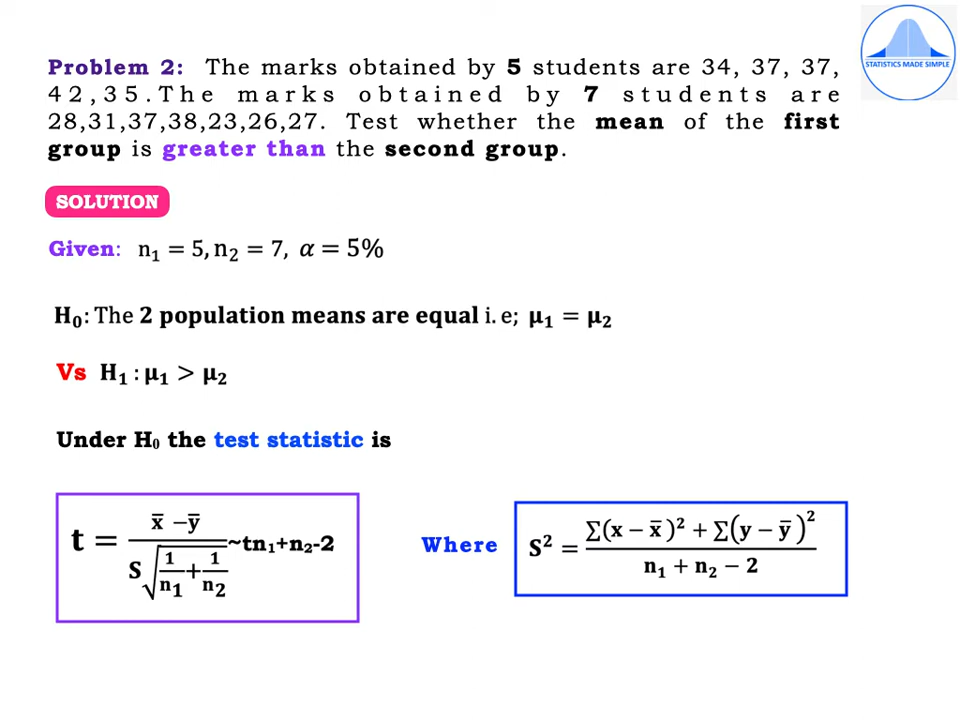 STATISTICS MADE SIMPLE
Problem 2: The marks obtained by 5 students are 34, 37, 37,
42,35.The marks obtained by 7 students are
28,31,37,38,23,26,27. Test whether the mean of the first
group is greater than the second group.
SOLUTION
Given: n₁ = 5, n₂ = 7, α = 5%
H₀: The 2 population means are equal i. e; μ₁ = μ₂
Vs H₁ : μ₁ > μ₂
Under H₀ the test statistic is
t = (x̄ − ȳ) / (S √(1/n₁ + 1/n₂)) ~tn₁+n₂-2
Where
S² = (∑(x − x̄)² + ∑(y − ȳ)²) / (n₁ + n₂ − 2)